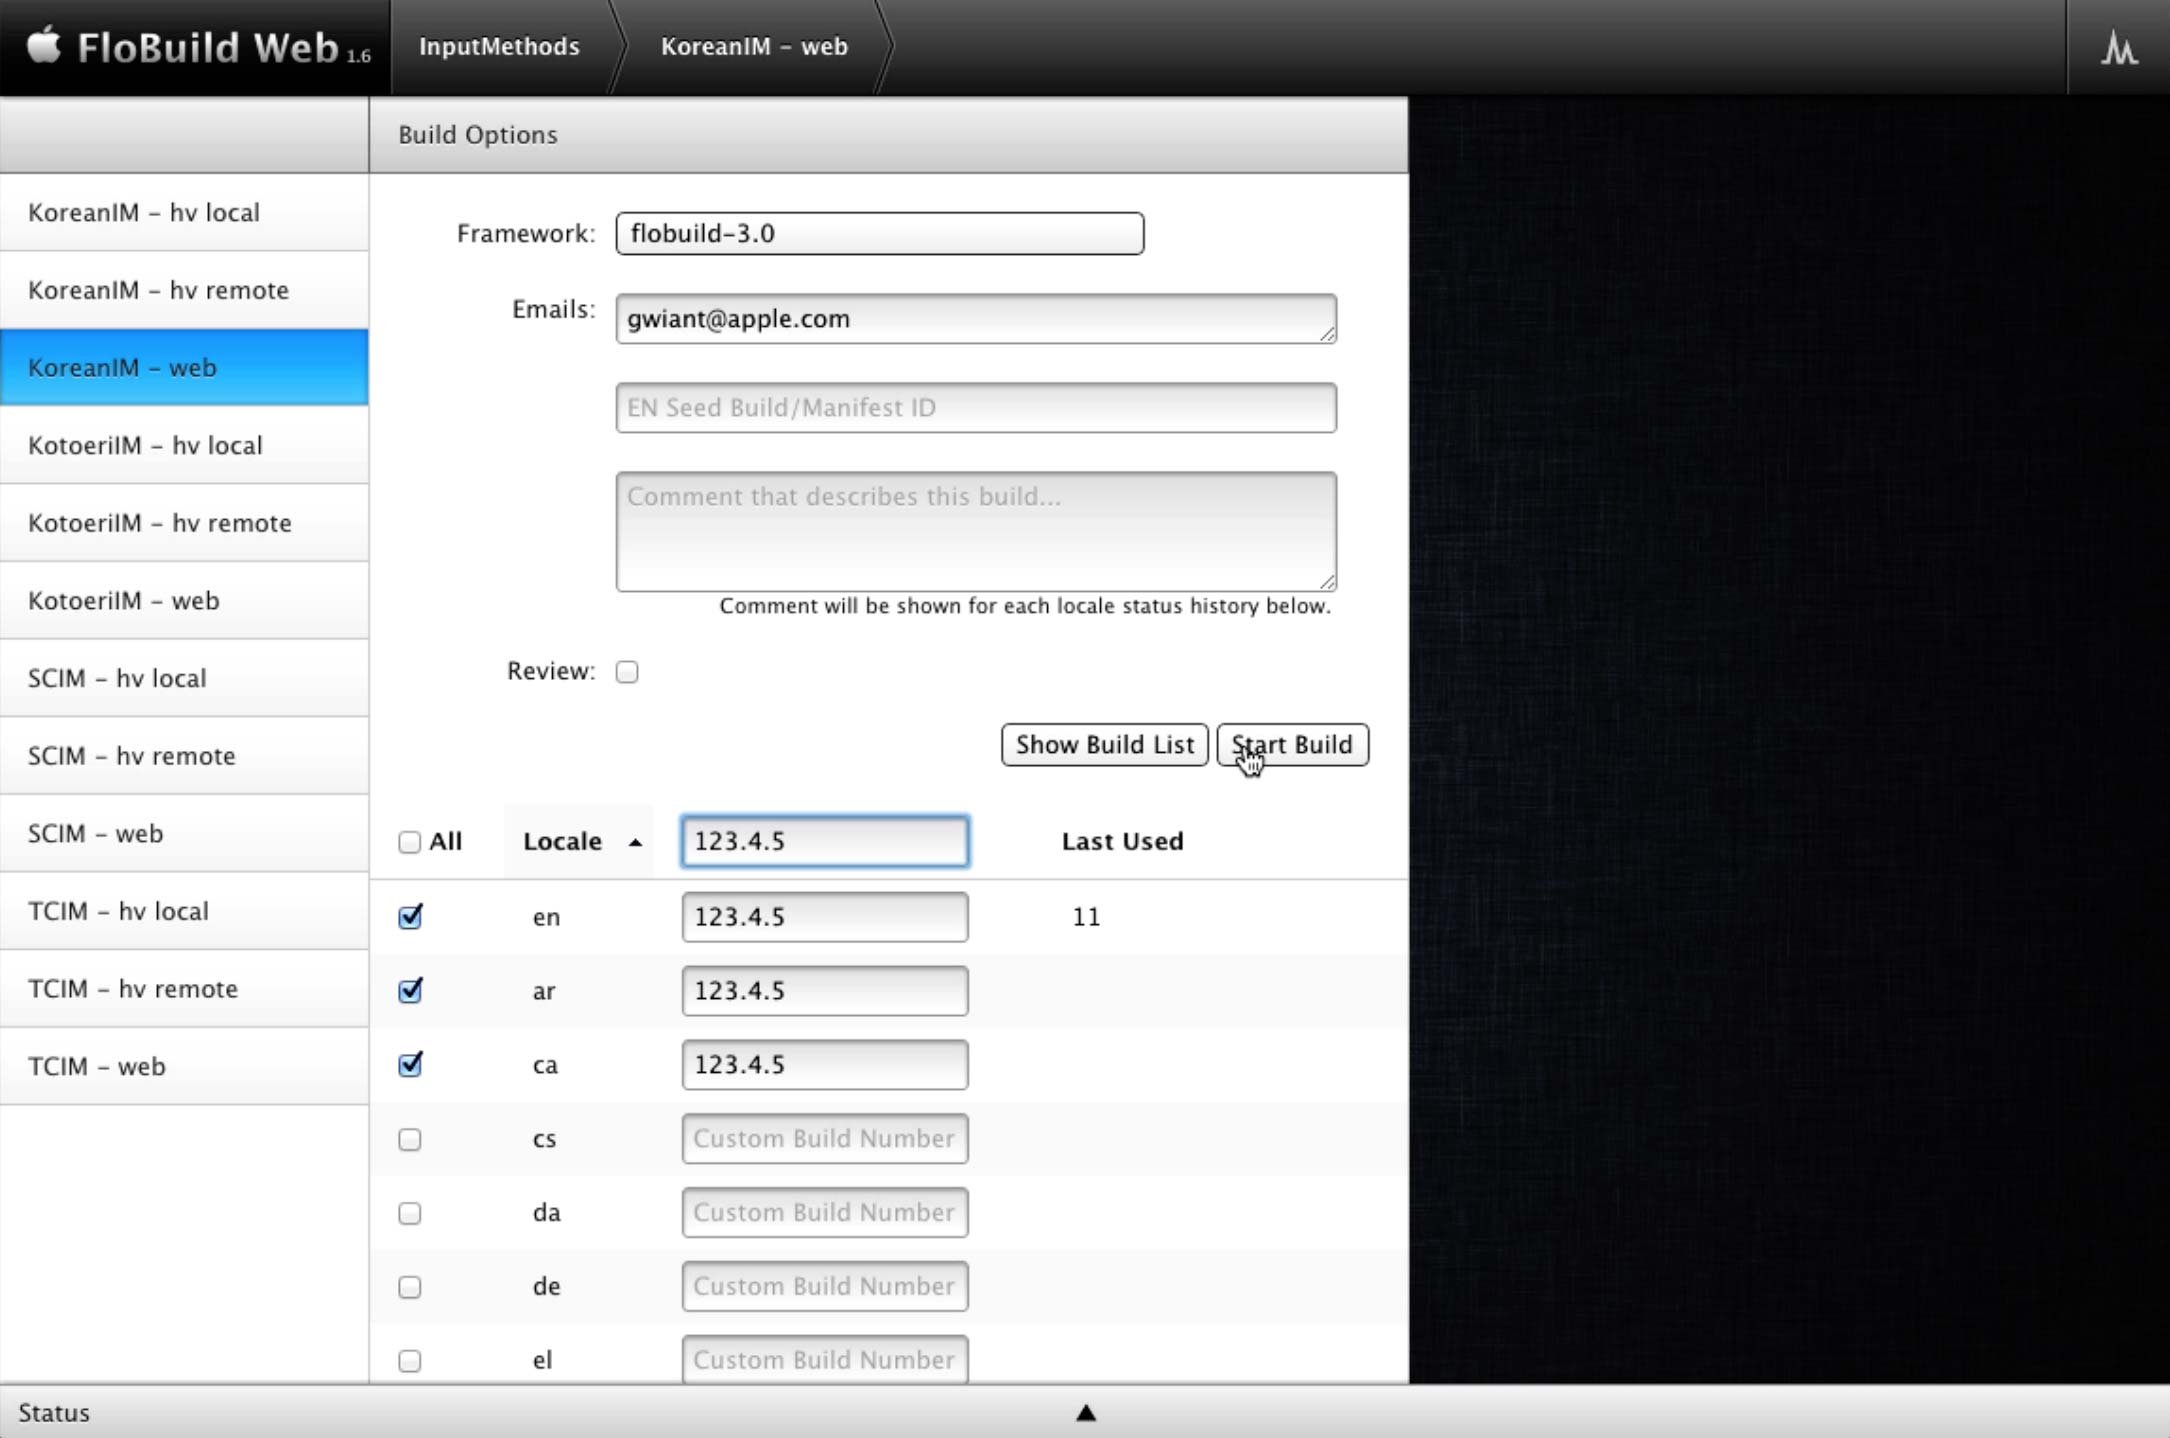 FloBuild Web 1.6
InputMethods
KoreanIM – web
Build Options
KoreanIM – hv local
KoreanIM – hv remote
KoreanIM – web
KotoeriIM – hv local
KotoeriIM – hv remote
KotoeriIM – web
SCIM – hv local
SCIM – hv remote
SCIM – web
TCIM – hv local
TCIM – hv remote
TCIM – web
Framework: flobuild-3.0
Emails: gwiant@apple.com
EN Seed Build/Manifest ID
Comment that describes this build...
Comment will be shown for each locale status history below.
Review:
Show Build List Start Build
All Locale 123.4.5 Last Used
en 123.4.5 11
ar 123.4.5
ca 123.4.5
cs Custom Build Number
da Custom Build Number
de Custom Build Number
el Custom Build Number
Status